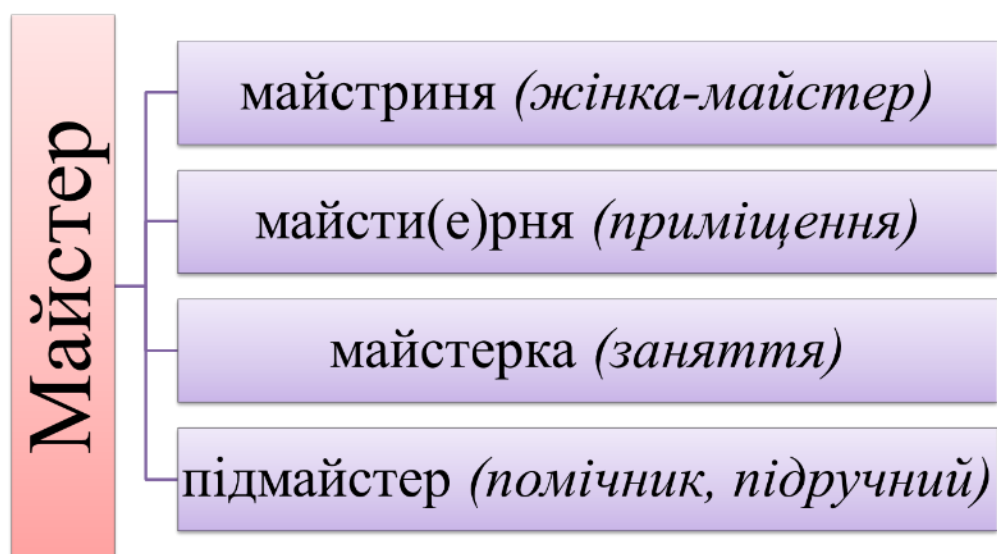 Майстер
майстриня (жінка-майстер)
майсти(е)рня (приміщення)
майстерка (заняття)
підмайстер (помічник, підручний)